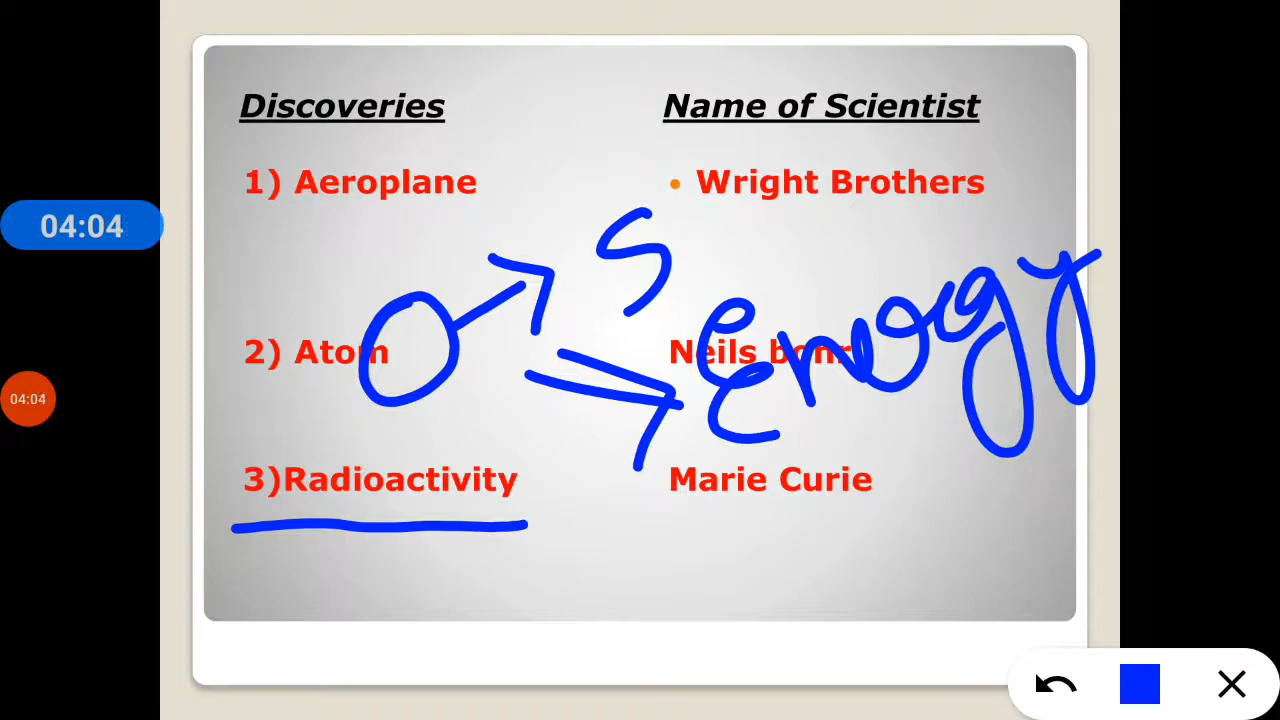 Discoveries Name of Scientist
1) Aeroplane • Wright Brothers
04:04
S
energy
2) Atom Neils bohr
E
04:04
3)Radioactivity Marie Curie